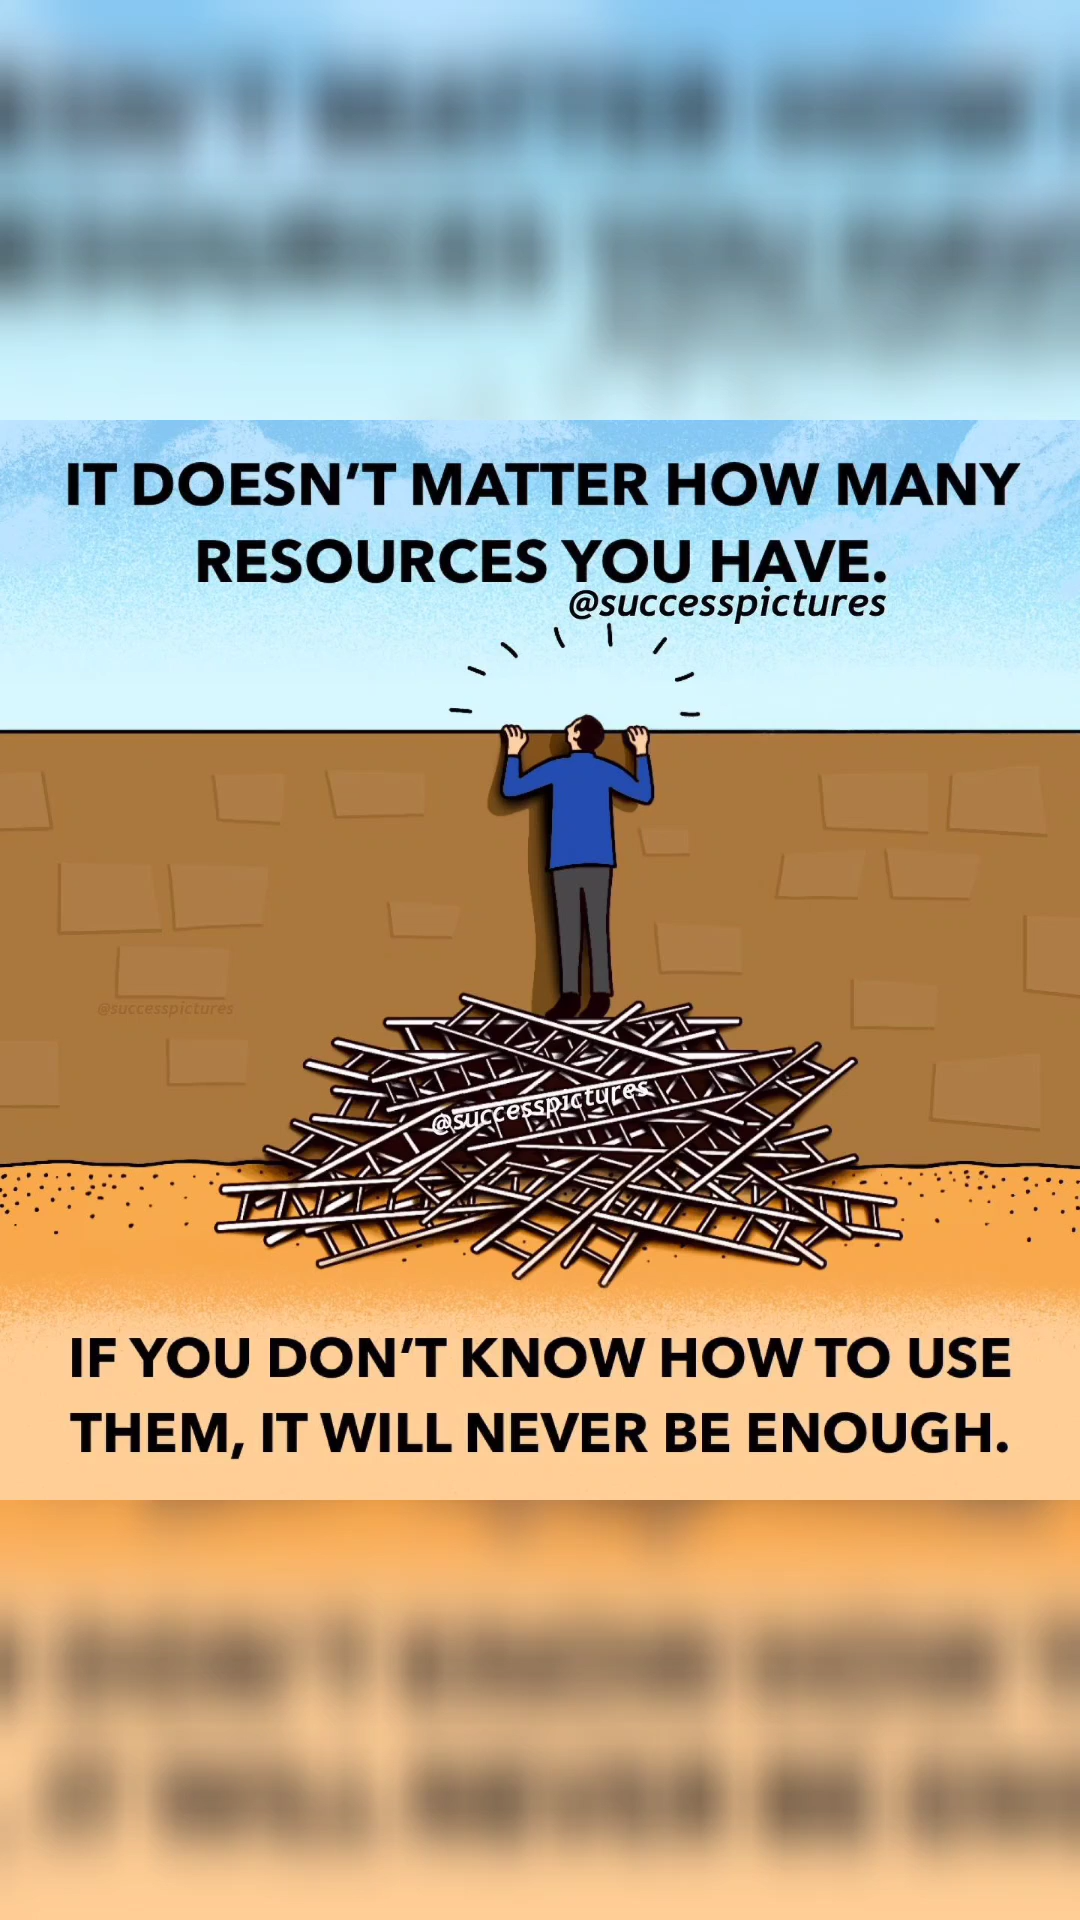 IT DOESN'T MATTER HOW MANY
RESOURCES YOU HAVE.
@successpictures
@successpictures
@successpictures
IF YOU DON'T KNOW HOW TO USE
THEM, IT WILL NEVER BE ENOUGH.